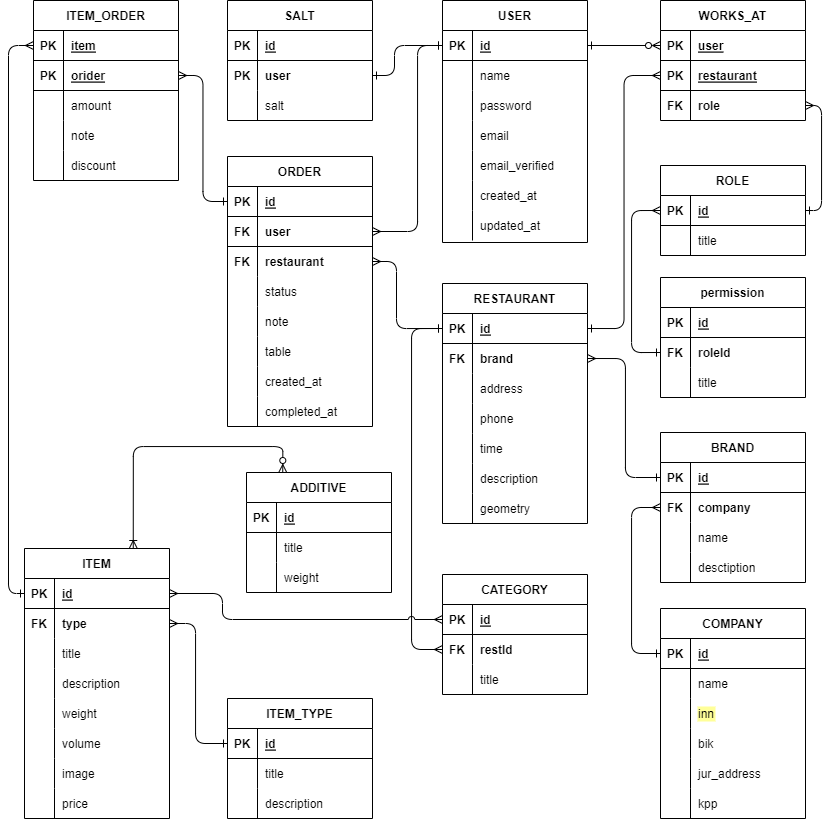 ITEM_ORDER
PK item
PK orider
amount
note
discount
SALT
PK id
PK user
salt
USER
PK id
name
password
email
email_verified
created_at
updated_at
WORKS_AT
PK user
PK restaurant
FK role
ORDER
PK id
FK user
FK restaurant
status
note
table
created_at
completed_at
ROLE
PK id
title
RESTAURANT
PK id
FK brand
address
phone
time
description
geometry
permission
PK id
FK roleId
title
BRAND
PK id
FK company
name
desctiption
ADDITIVE
PK id
title
weight
ITEM
PK id
FK type
title
description
weight
volume
image
price
CATEGORY
PK id
FK restId
title
COMPANY
PK id
name
inn
bik
jur_address
kpp
ITEM_TYPE
PK id
title
description